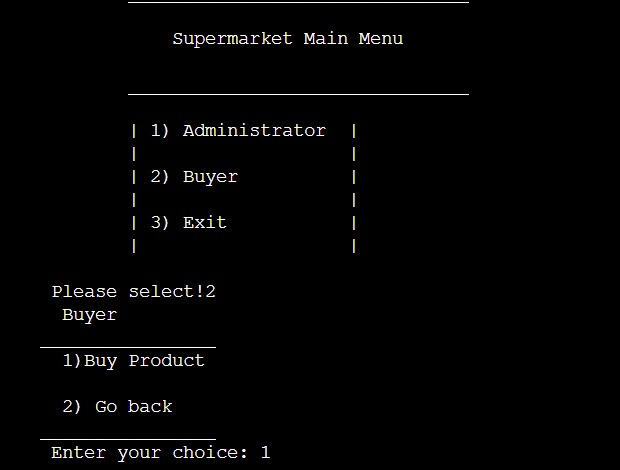 Supermarket Main Menu
| 1) Administrator |
| |
| 2) Buyer |
| |
| 3) Exit |
| |
Please select!2
Buyer
1)Buy Product
2) Go back
Enter your choice: 1